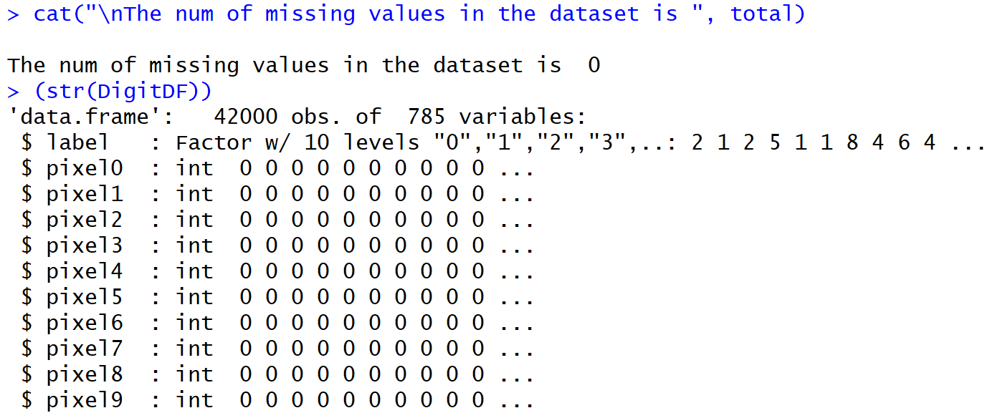 > cat("\nThe num of missing values in the dataset is ", total)
The num of missing values in the dataset is  0
> (str(DigitDF))
'data.frame':   42000 obs. of  785 variables:
 $ label   : Factor w/ 10 levels "0","1","2","3",..: 2 1 2 5 1 1 8 4 6 4 ...
 $ pixel0  : int  0 0 0 0 0 0 0 0 0 0 ...
 $ pixel1  : int  0 0 0 0 0 0 0 0 0 0 ...
 $ pixel2  : int  0 0 0 0 0 0 0 0 0 0 ...
 $ pixel3  : int  0 0 0 0 0 0 0 0 0 0 ...
 $ pixel4  : int  0 0 0 0 0 0 0 0 0 0 ...
 $ pixel5  : int  0 0 0 0 0 0 0 0 0 0 ...
 $ pixel6  : int  0 0 0 0 0 0 0 0 0 0 ...
 $ pixel7  : int  0 0 0 0 0 0 0 0 0 0 ...
 $ pixel8  : int  0 0 0 0 0 0 0 0 0 0 ...
 $ pixel9  : int  0 0 0 0 0 0 0 0 0 0 ...